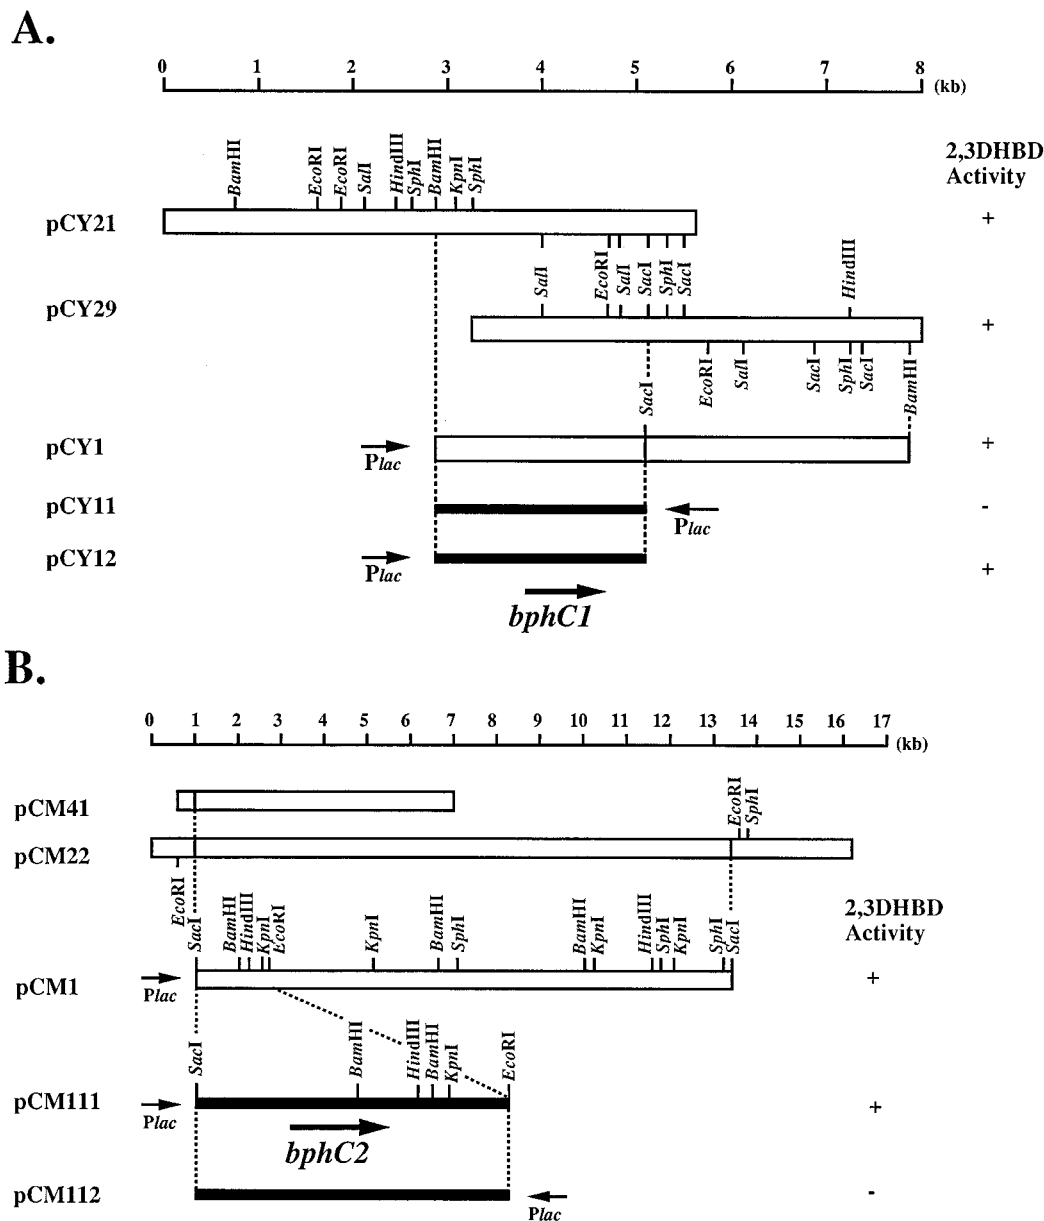 A.
0 1 2 3 4 5 6 7 8 (kb)
2,3DHBD
Activity
BamHI EcoRI EcoRI SalI HindIII SphI BamHI KpnI SphI
pCY21 +
SalI EcoRI SalI SacI SphI SacI HindIII
pCY29 +
SacI EcoRI SalI SacI SphI SacI BamHI
pCY1 +
Plac
pCY11 -
Plac
pCY12 +
Plac
bphC1
B.
0 1 2 3 4 5 6 7 8 9 10 11 12 13 14 15 16 17 (kb)
pCM41
EcoRI SphI
pCM22
EcoRI
2,3DHBD
Activity
SacI BamHI HindIII KpnI EcoRI KpnI BamHI SphI BamHI KpnI HindIII SphI KpnI SphI SacI
pCM1 +
Plac
SacI BamHI HindIII BamHI KpnI EcoRI
pCM111 +
Plac
bphC2
pCM112 -
Plac